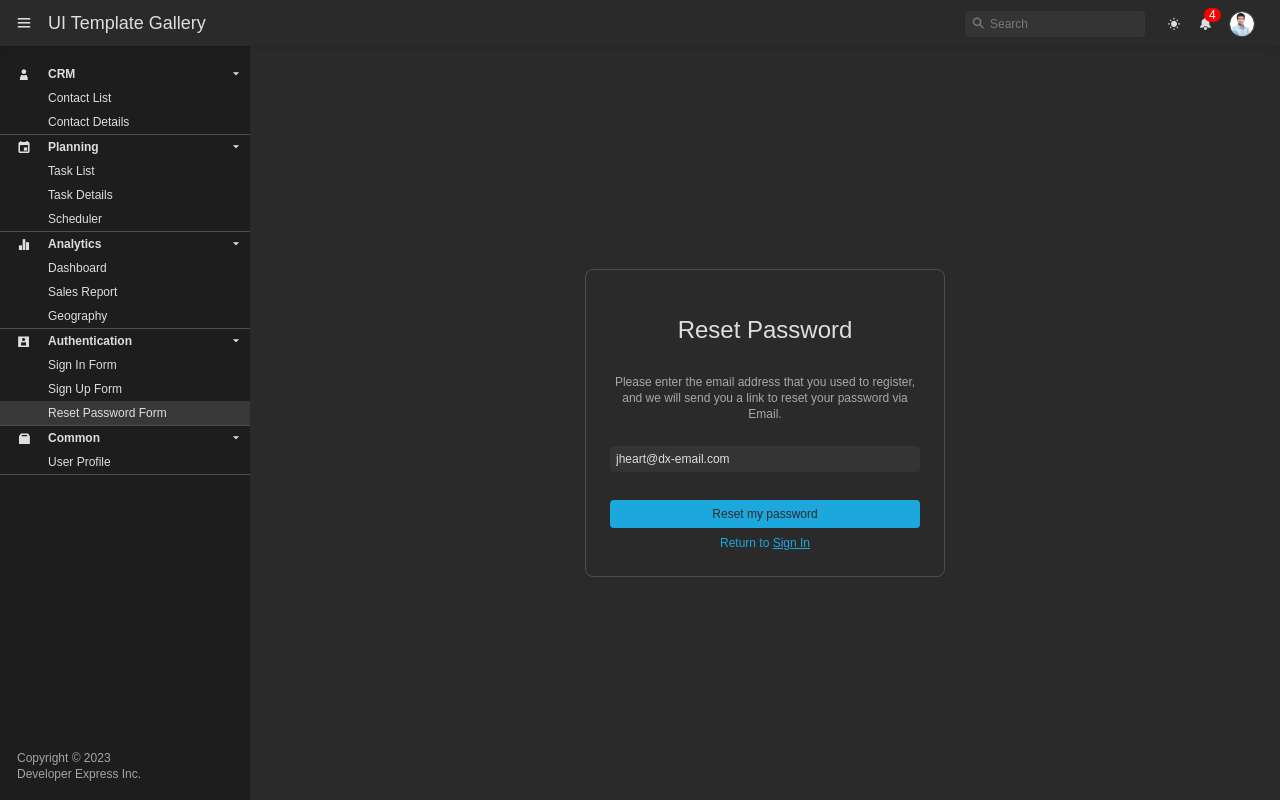 UI Template Gallery
Search
4
CRM
Contact List
Contact Details
Planning
Task List
Task Details
Scheduler
Analytics
Dashboard
Sales Report
Geography
Authentication
Sign In Form
Sign Up Form
Reset Password Form
Common
User Profile
Copyright © 2023
Developer Express Inc.
Reset Password
Please enter the email address that you used to register,
and we will send you a link to reset your password via
Email.
jheart@dx-email.com
Reset my password
Return to Sign In